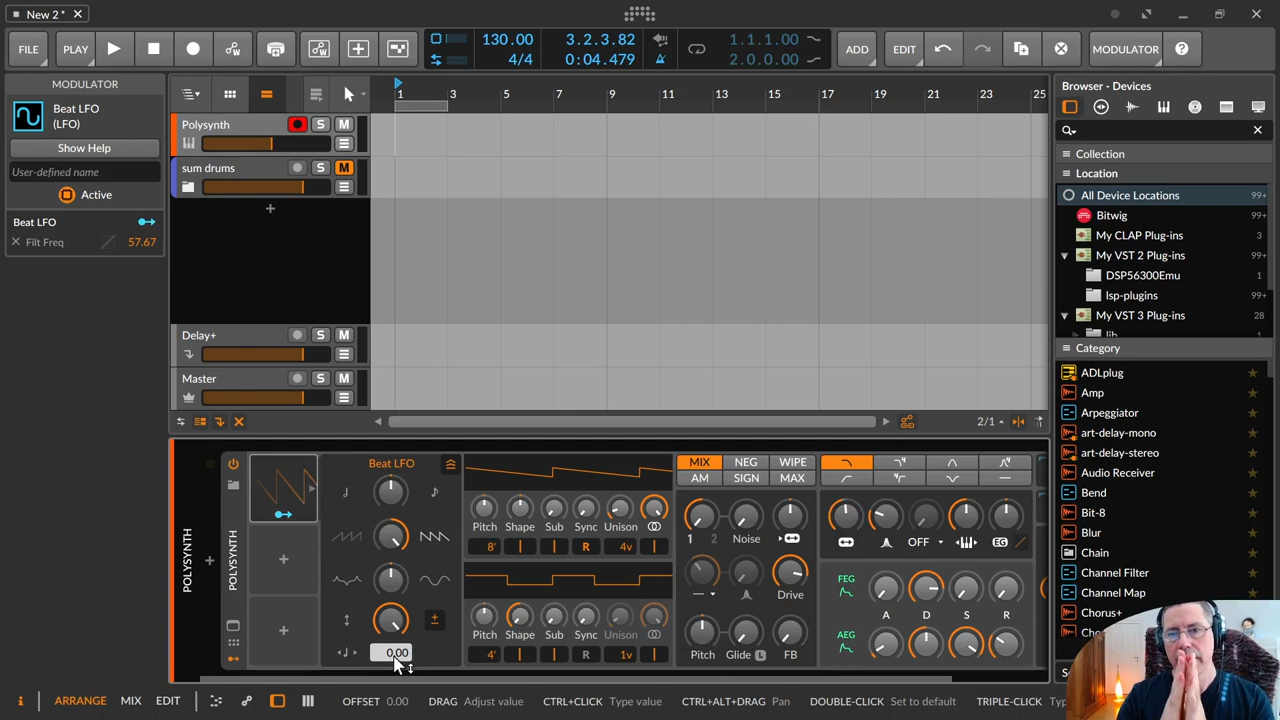 New 2 *
FILE
PLAY
130.00
4/4
3.2.3.82
0:04.479
1.1.1.00
2.0.0.00
ADD
EDIT
MODULATOR
MODULATOR
Beat LFO
(LFO)
Show Help
User-defined name
Active
Beat LFO
Filt Freq
57.67
1 3 5 7 9 11 13 15 17 19 21 23 25
Polysynth
S
M
sum drums
S
M
Delay+
S
M
Master
S
M
2/1
Browser - Devices
Collection
Location
All Device Locations
99+
Bitwig
99+
My CLAP Plug-ins
3
My VST 2 Plug-ins
99+
DSP56300Emu
1
lsp-plugins
99+
My VST 3 Plug-ins
28
lib
Category
ADLplug
Amp
Arpeggiator
art-delay-mono
art-delay-stereo
Audio Receiver
Bend
Bit-8
Blur
Chain
Channel Filter
Channel Map
Chorus+
POLYSYNTH
POLYSYNTH
Beat LFO
0.00
Pitch Shape Sub Sync Unison
8' R 4v
Pitch Shape Sub Sync Unison
4' R 1v
MIX NEG WIPE
AM SIGN MAX
1 2 Noise
Drive
Pitch Glide L FB
OFF
EG
FEG
A D S R
AEG
ARRANGE
MIX
EDIT
OFFSET 0.00
DRAG Adjust value
CTRL+CLICK Type value
CTRL+ALT+DRAG Pan
DOUBLE-CLICK Set to default
TRIPLE-CLICK